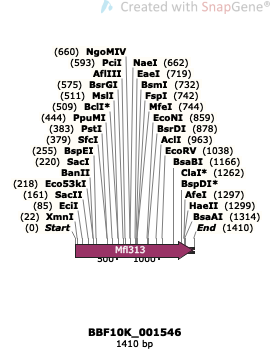 Created with SnapGene®
(660) NgoMIV
(593) PciI NaeI (662)
AflIII EaeI (719)
(575) BsrGI BsmI (732)
(511) MslI FspI (742)
(509) BclI* MfeI (744)
(444) PpuMI EcoNI (859)
(383) PstI BsrDI (878)
(379) SfcI AclI (963)
(255) BspEI EcoRV (1038)
(220) SacI BsaBI (1166)
BanII ClaI* (1262)
(218) Eco53kI BspDI*
(161) SacII AfeI (1297)
(85) EciI HaeII (1299)
(22) XmnI BsaAI (1314)
(0) Start End (1410)
Mfl313
500 1000
BBF10K_001546
1410 bp